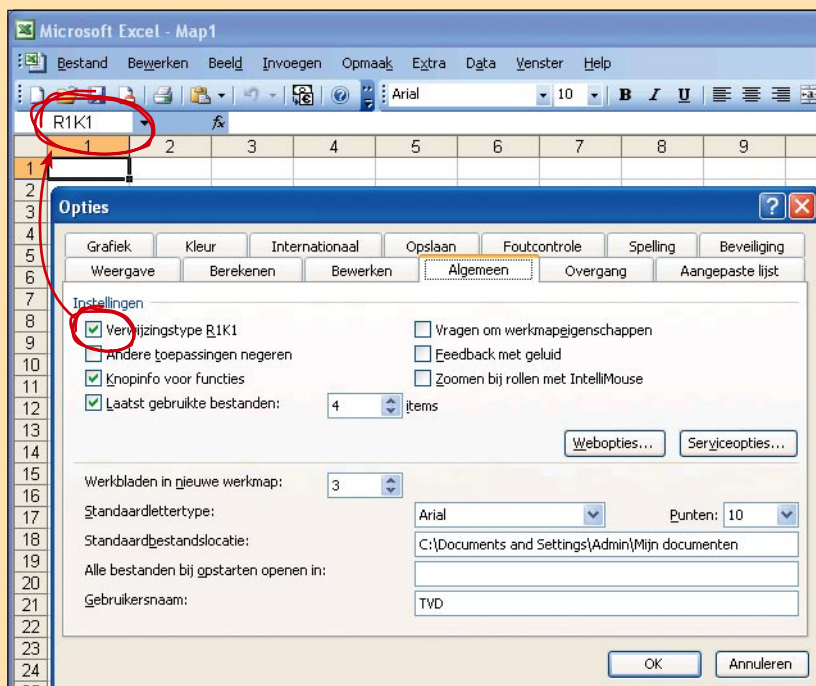 Microsoft Excel - Map1
Bestand Bewerken Beeld Invoegen Opmaak Extra Data Venster Help
Arial 10 B I U
R1K1 fx
1 2 3 4 5 6 7 8 9
1
2
3 Opties
4
5 Grafiek Kleur Internationaal Opslaan Foutcontrole Spelling Beveiliging
6 Weergave Berekenen Bewerken Algemeen Overgang Aangepaste lijst
7 Instellingen
8 Verwijzingstype R1K1 Vragen om werkmapeigenschappen
9 Andere toepassingen negeren Feedback met geluid
10
11 Knopinfo voor functies Zoomen bij rollen met IntelliMouse
12 Laatst gebruikte bestanden: 4 items
13
14 Webopties... Serviceopties...
15
16 Werkbladen in nieuwe werkmap: 3
17 Standaardlettertype: Arial Punten: 10
18 Standaardbestandslocatie: C:\Documents and Settings\Admin\Mijn documenten
19
20 Alle bestanden bij opstarten openen in:
21 Gebruikersnaam: TVD
22
23
24 OK Annuleren